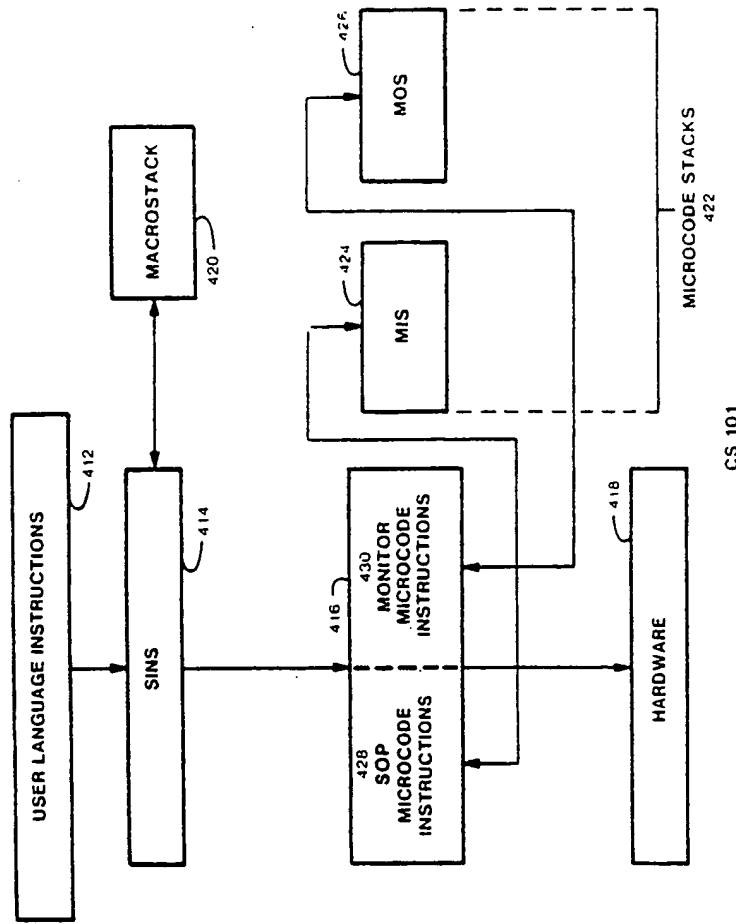 USER LANGUAGE INSTRUCTIONS
412
SINS
414
MACROSTACK
420
416
428
SOP
MICROCODE
INSTRUCTIONS
430
MONITOR
MICROCODE
INSTRUCTIONS
MIS
424
MOS
426
MICROCODE STACKS
422
HARDWARE
418
CS 101